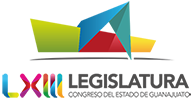 LXIII LEGISLATURA
CONGRESO DEL ESTADO DE GUANAJUATO